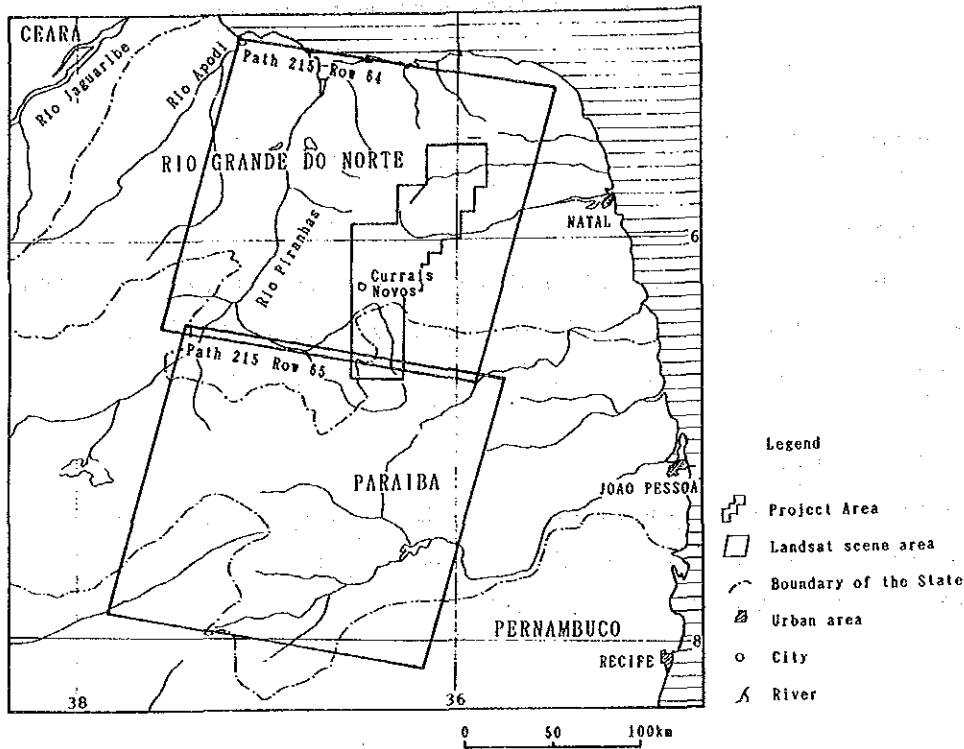 CEARA
Rio Jaguaribe
Rio Apodi
Path 215 Row 64
RIO GRANDE DO NORTE
NATAL
6
Rio Piranhas
Currais
Novos
Path 215 Row 65
PARAIBA
JOAO PESSOA
PERNAMBUCO
8
RECIFE
38
36
Legend
Project Area
Landsat scene area
Boundary of the State
Urban area
City
River
0 50 100km